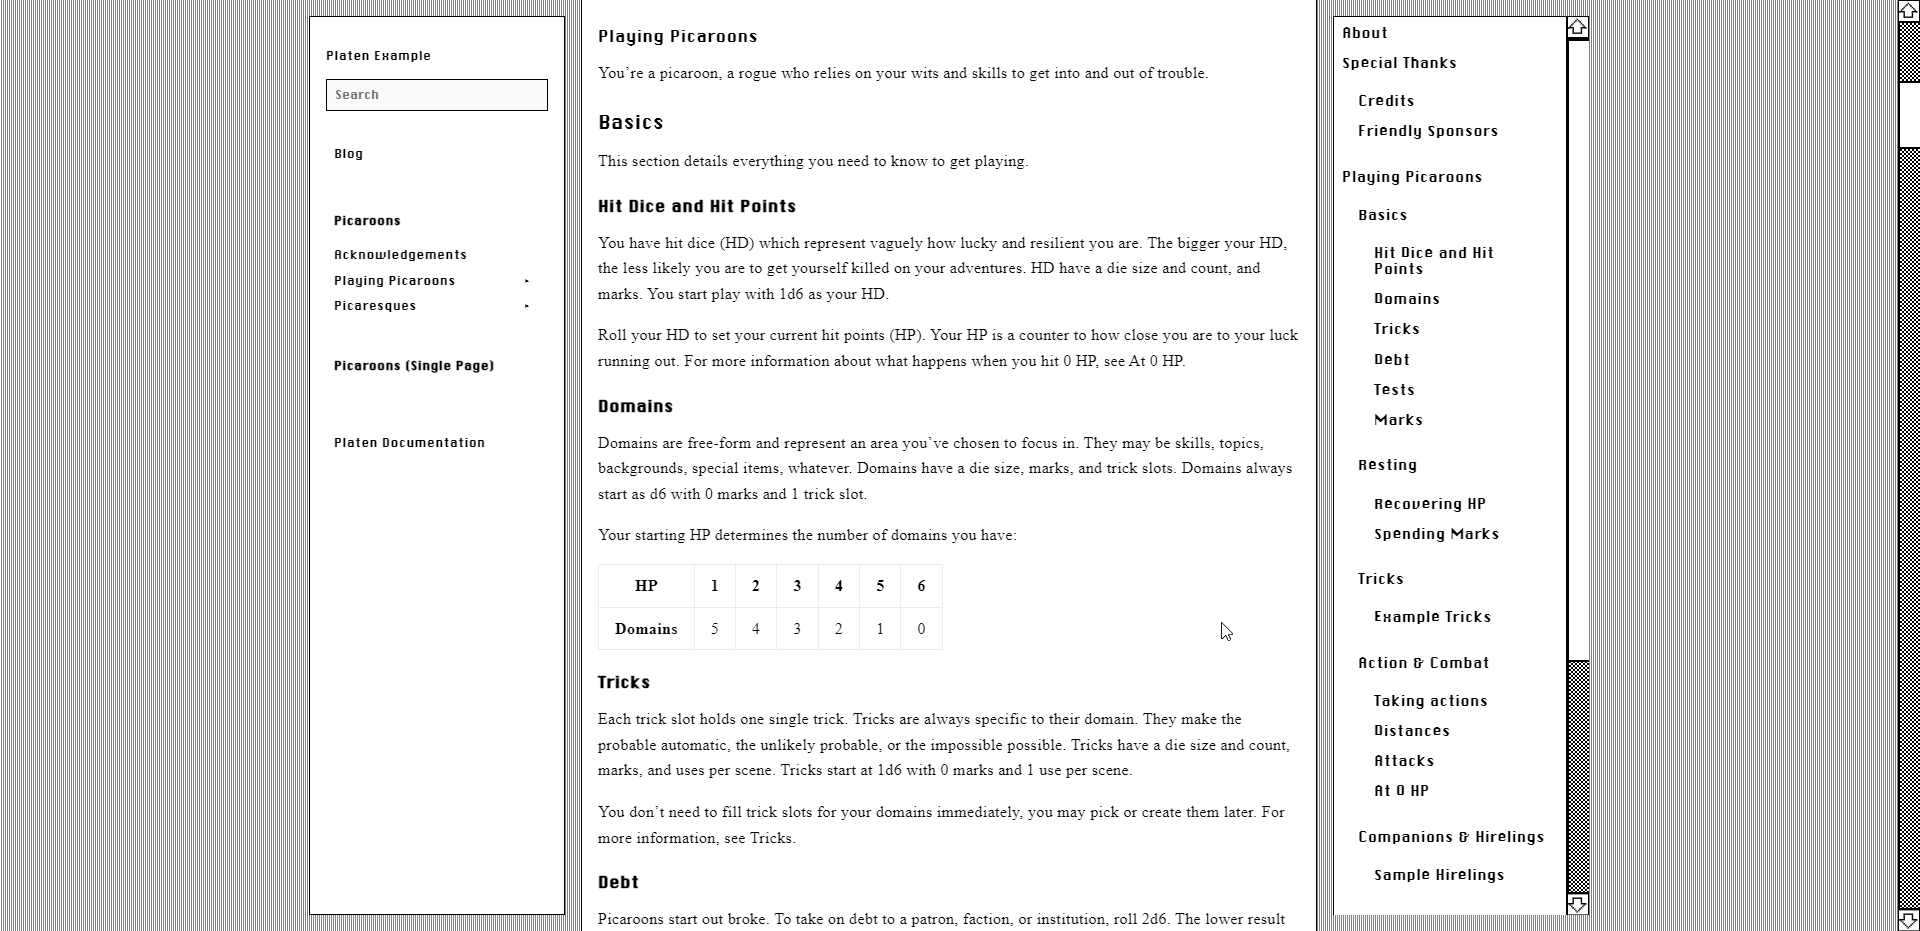 Platen Example
Search
Blog
Picaroons
Acknowledgements
Playing Picaroons
Picaresques
Picaroons (Single Page)
Platen Documentation
Playing Picaroons
You’re a picaroon, a rogue who relies on your wits and skills to get into and out of trouble.
Basics
This section details everything you need to know to get playing.
Hit Dice and Hit Points
You have hit dice (HD) which represent vaguely how lucky and resilient you are. The bigger your HD,
the less likely you are to get yourself killed on your adventures. HD have a die size and count, and
marks. You start play with 1d6 as your HD.
Roll your HD to set your current hit points (HP). Your HP is a counter to how close you are to your luck
running out. For more information about what happens when you hit 0 HP, see At 0 HP.
Domains
Domains are free-form and represent an area you’ve chosen to focus in. They may be skills, topics,
backgrounds, special items, whatever. Domains have a die size, marks, and trick slots. Domains always
start as d6 with 0 marks and 1 trick slot.
Your starting HP determines the number of domains you have:
HP 1 2 3 4 5 6
Domains 5 4 3 2 1 0
Tricks
Each trick slot holds one single trick. Tricks are always specific to their domain. They make the
probable automatic, the unlikely probable, or the impossible possible. Tricks have a die size and count,
marks, and uses per scene. Tricks start at 1d6 with 0 marks and 1 use per scene.
You don’t need to fill trick slots for your domains immediately, you may pick or create them later. For
more information, see Tricks.
Debt
Picaroons start out broke. To take on debt to a patron, faction, or institution, roll 2d6. The lower result
About
Special Thanks
Credits
Friendly Sponsors
Playing Picaroons
Basics
Hit Dice and Hit
Points
Domains
Tricks
Debt
Tests
Marks
Resting
Recovering HP
Spending Marks
Tricks
Example Tricks
Action & Combat
Taking actions
Distances
Attacks
At 0 HP
Companions & Hirelings
Sample Hirelings